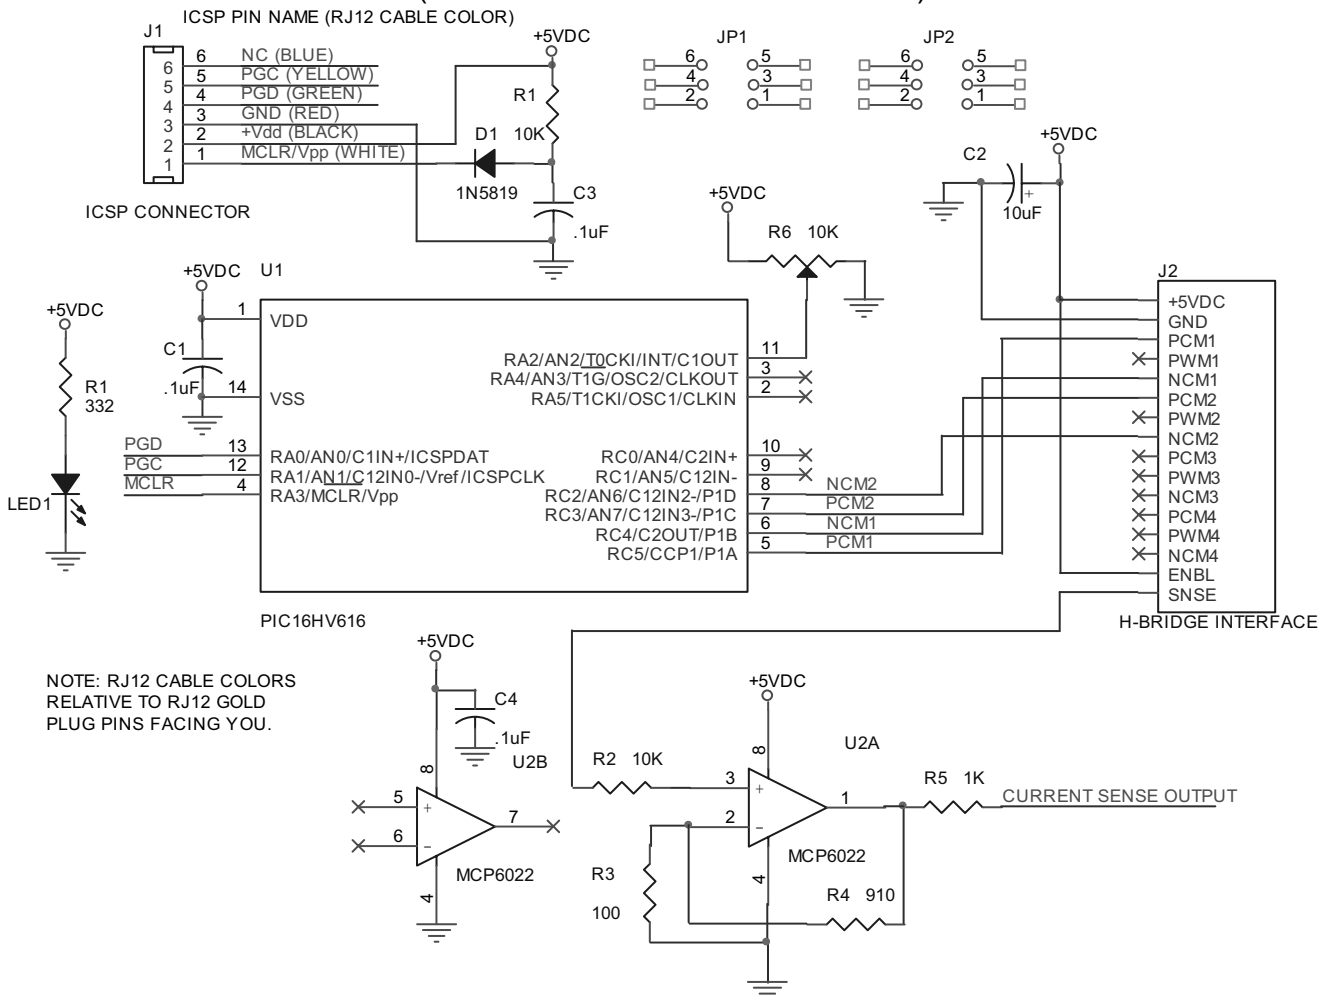 ICSP PIN NAME (RJ12 CABLE COLOR)
J1
6 6 NC (BLUE)
5 5 PGC (YELLOW)
4 4 PGD (GREEN)
3 3 GND (RED)
2 2 +Vdd (BLACK)
1 1 MCLR/Vpp (WHITE)
ICSP CONNECTOR
+5VDC
R1
10K
D1
1N5819
C3
.1uF
JP1
6 5
4 3
2 1
JP2
6 5
4 3
2 1
+5VDC
C2
+
10uF
+5VDC
R6 10K
J2
+5VDC
GND
PCM1
PWM1
NCM1
PCM2
PWM2
NCM2
PCM3
PWM3
NCM3
PCM4
PWM4
NCM4
ENBL
SNSE
H-BRIDGE INTERFACE
+5VDC
U1
C1
.1uF
+5VDC
R1
332
LED1
1 VDD
14 VSS
PGD 13 RA0/AN0/C1IN+/ICSPDAT
PGC 12 RA1/AN1/C12IN0-/Vref/ICSPCLK
MCLR 4 RA3/MCLR/Vpp
RA2/AN2/T0CKI/INT/C1OUT 11
RA4/AN3/T1G/OSC2/CLKOUT 3
RA5/T1CKI/OSC1/CLKIN 2
RC0/AN4/C2IN+ 10
RC1/AN5/C12IN- 9
RC2/AN6/C12IN2-/P1D 8 NCM2
RC3/AN7/C12IN3-/P1C 7 PCM2
RC4/C2OUT/P1B 6 NCM1
RC5/CCP1/P1A 5 PCM1
PIC16HV616
NOTE: RJ12 CABLE COLORS
RELATIVE TO RJ12 GOLD
PLUG PINS FACING YOU.
+5VDC
C4
.1uF
U2B
8
5 +
6 -
7
4
MCP6022
+5VDC
U2A
R2 10K
8
3 +
2 -
1
4
MCP6022
R5 1K
CURRENT SENSE OUTPUT
R3
100
R4 910